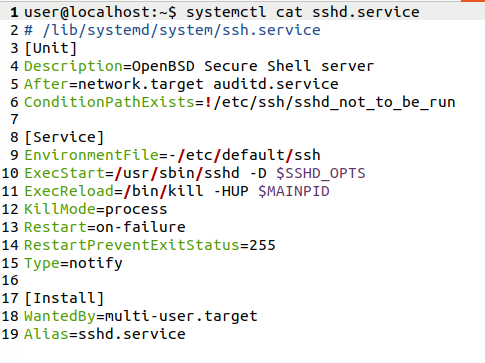 1 user@localhost:~$ systemctl cat sshd.service
2 # /lib/systemd/system/ssh.service
3 [Unit]
4 Description=OpenBSD Secure Shell server
5 After=network.target auditd.service
6 ConditionPathExists=!/etc/ssh/sshd_not_to_be_run
7
8 [Service]
9 EnvironmentFile=-/etc/default/ssh
10 ExecStart=/usr/sbin/sshd -D $SSHD_OPTS
11 ExecReload=/bin/kill -HUP $MAINPID
12 KillMode=process
13 Restart=on-failure
14 RestartPreventExitStatus=255
15 Type=notify
16
17 [Install]
18 WantedBy=multi-user.target
19 Alias=sshd.service